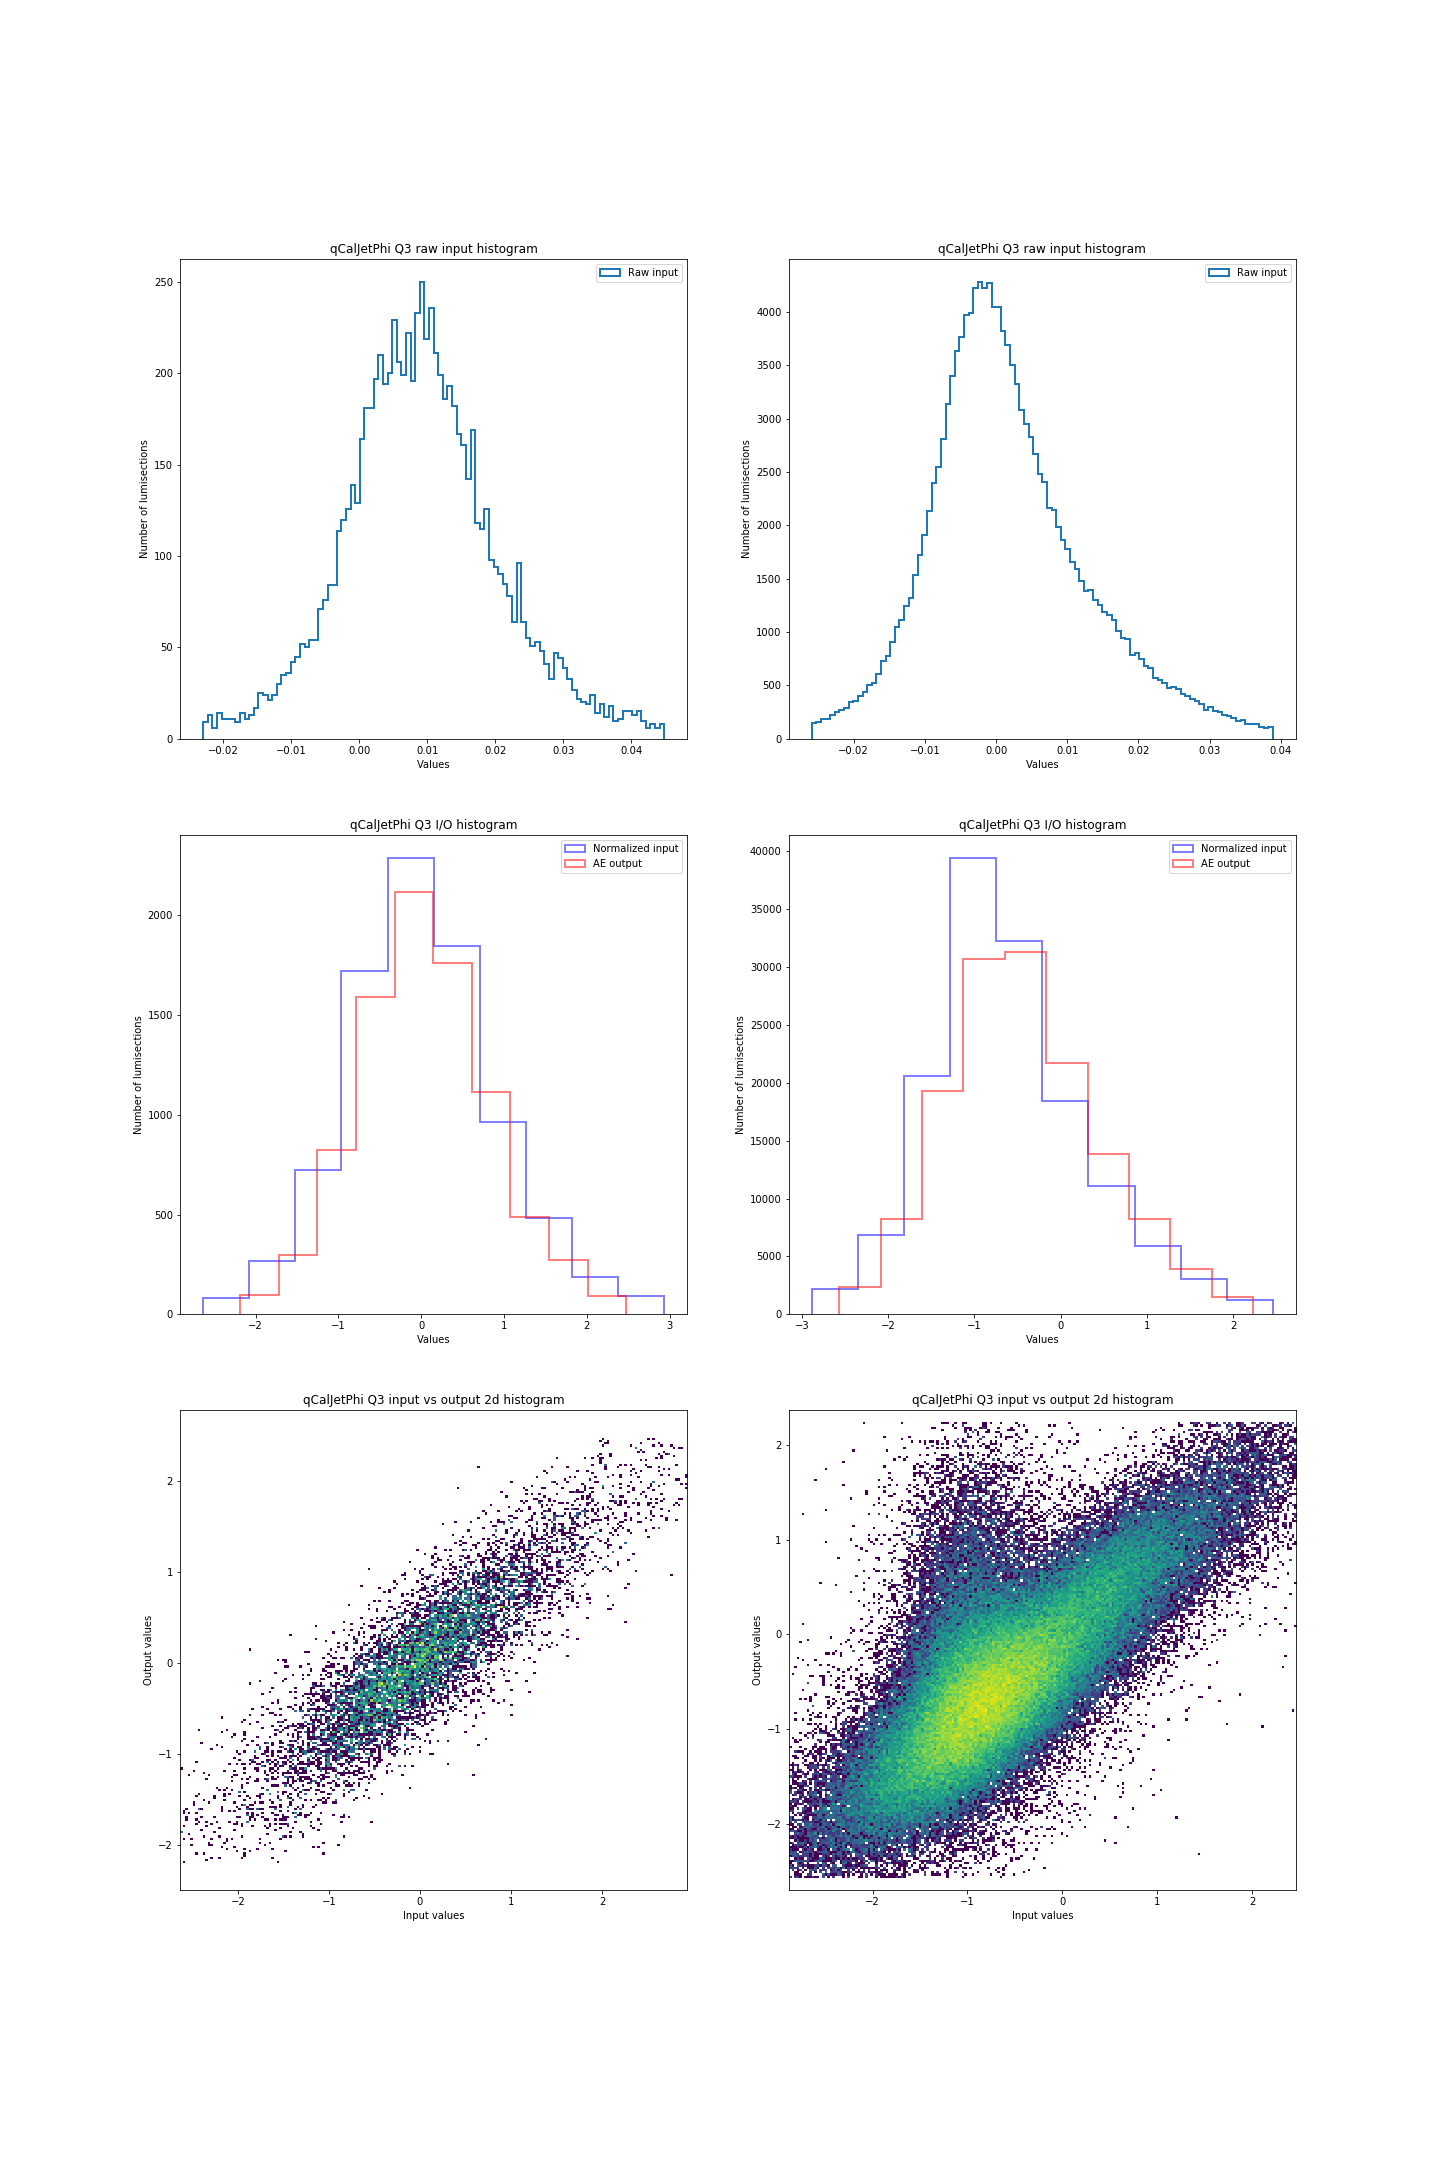 qCalJetPhi Q3 raw input histogram
Raw input
Number of lumisections
250
200
150
100
50
0
−0.02 −0.01 0.00 0.01 0.02 0.03 0.04
Values
qCalJetPhi Q3 raw input histogram
Raw input
Number of lumisections
4000
3500
3000
2500
2000
1500
1000
500
0
−0.02 −0.01 0.00 0.01 0.02 0.03 0.04
Values
qCalJetPhi Q3 I/O histogram
Normalized input
AE output
Number of lumisections
2000
1500
1000
500
0
−2 −1 0 1 2 3
Values
qCalJetPhi Q3 I/O histogram
Normalized input
AE output
Number of lumisections
40000
35000
30000
25000
20000
15000
10000
5000
0
−3 −2 −1 0 1 2
Values
qCalJetPhi Q3 input vs output 2d histogram
Output values
2
1
0
−1
−2
−2 −1 0 1 2
Input values
qCalJetPhi Q3 input vs output 2d histogram
Output values
2
1
0
−1
−2
−2 −1 0 1 2
Input values